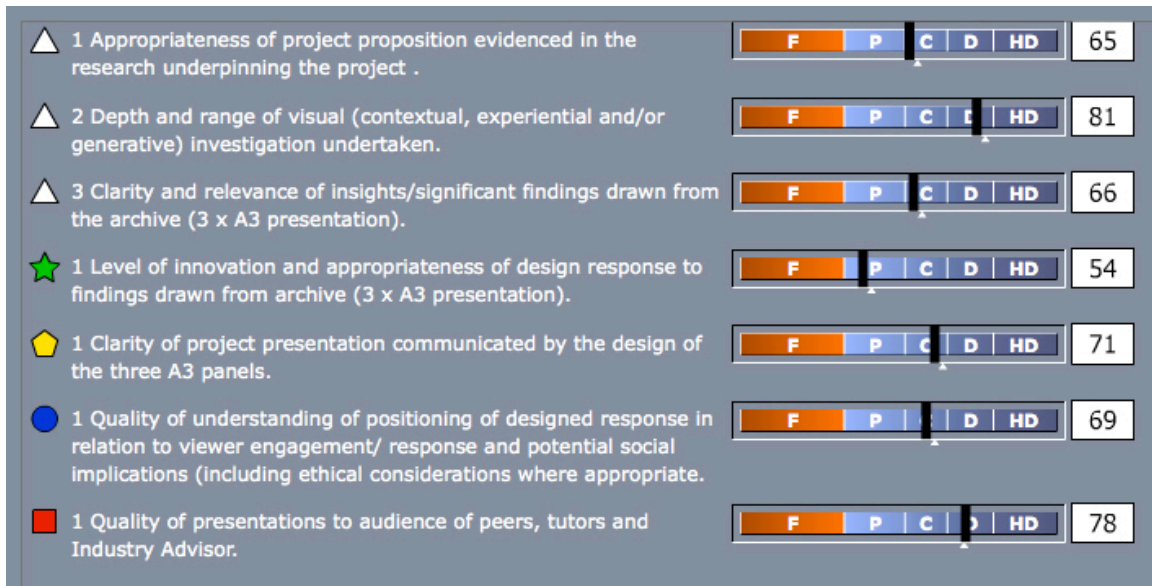 1 Appropriateness of project proposition evidenced in the
research underpinning the project .
F P C D HD 65
2 Depth and range of visual (contextual, experiential and/or
generative) investigation undertaken.
F P C D HD 81
3 Clarity and relevance of insights/significant findings drawn from
the archive (3 x A3 presentation).
F P C D HD 66
1 Level of innovation and appropriateness of design response to
findings drawn from archive (3 x A3 presentation).
F P C D HD 54
1 Clarity of project presentation communicated by the design of
the three A3 panels.
F P C D HD 71
1 Quality of understanding of positioning of designed response in
relation to viewer engagement/ response and potential social
implications (including ethical considerations where appropriate.
F P C D HD 69
1 Quality of presentations to audience of peers, tutors and
Industry Advisor.
F P C D HD 78